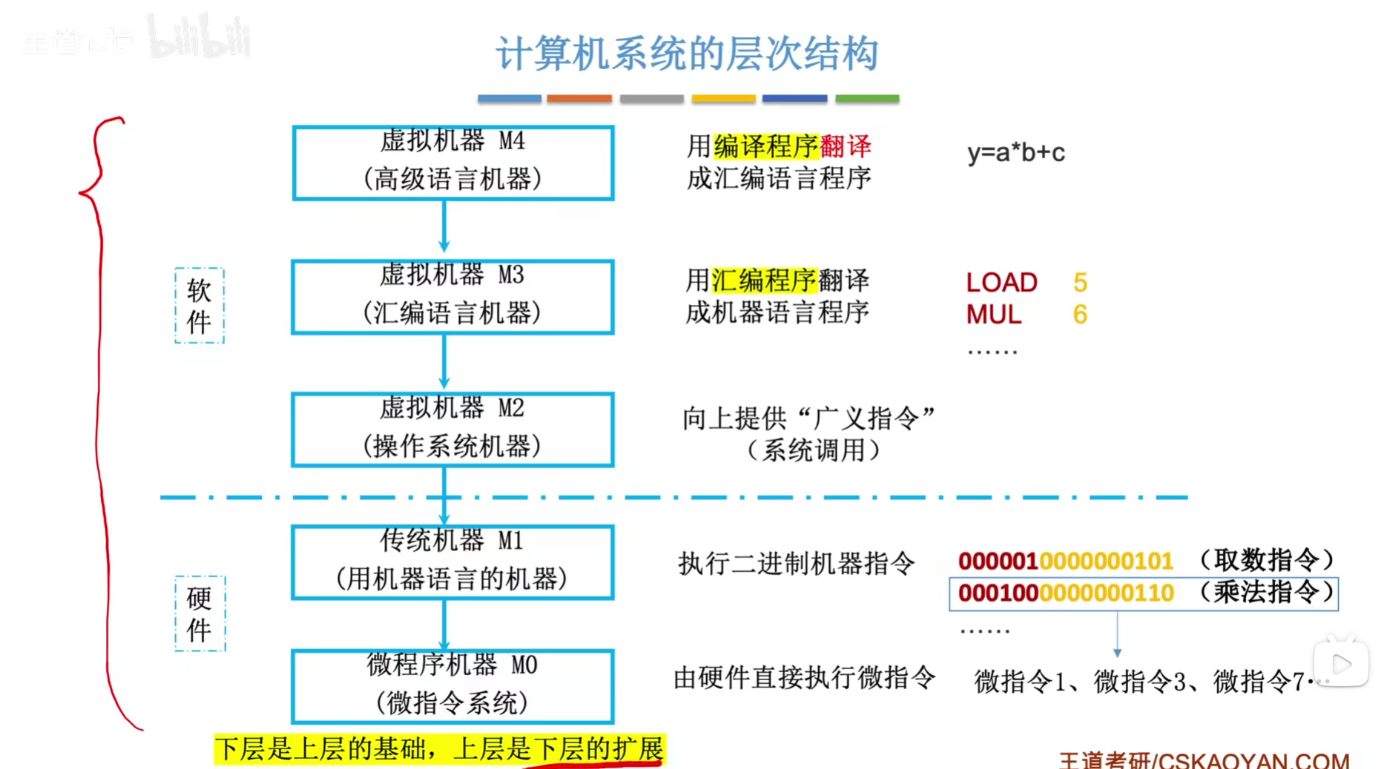 bilibili
计算机系统的层次结构
虚拟机器 M4
(高级语言机器)
用编译程序翻译
成汇编语言程序
y=a*b+c
软
件
虚拟机器 M3
(汇编语言机器)
用汇编程序翻译
成机器语言程序
LOAD 5
MUL 6
……
虚拟机器 M2
(操作系统机器)
向上提供“广义指令”
（系统调用）
硬
件
传统机器 M1
(用机器语言的机器)
执行二进制机器指令
0000010000000101 （取数指令）
0001000000000110 （乘法指令）
……
微程序机器 M0
(微指令系统)
由硬件直接执行微指令
微指令1、微指令3、微指令7…
下层是上层的基础，上层是下层的扩展
王道考研/CSKAOYAN.COM